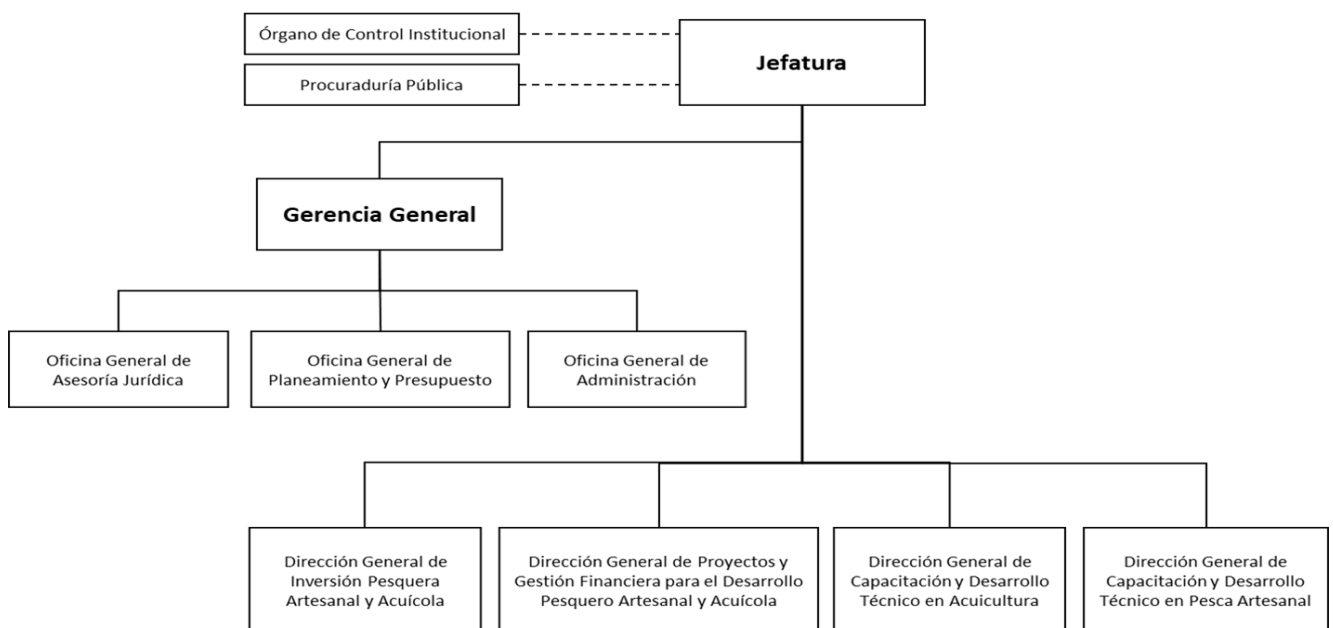 Órgano de Control Institucional
Jefatura
Procuraduría Pública
Gerencia General
Oficina General de
Asesoría Jurídica
Oficina General de
Planeamiento y Presupuesto
Oficina General de
Administración
Dirección General de
Inversión Pesquera
Artesanal y Acuícola
Dirección General de Proyectos y
Gestión Financiera para el Desarrollo
Pesquero Artesanal y Acuícola
Dirección General de
Capacitación y Desarrollo
Técnico en Acuicultura
Dirección General de
Capacitación y Desarrollo
Técnico en Pesca Artesanal